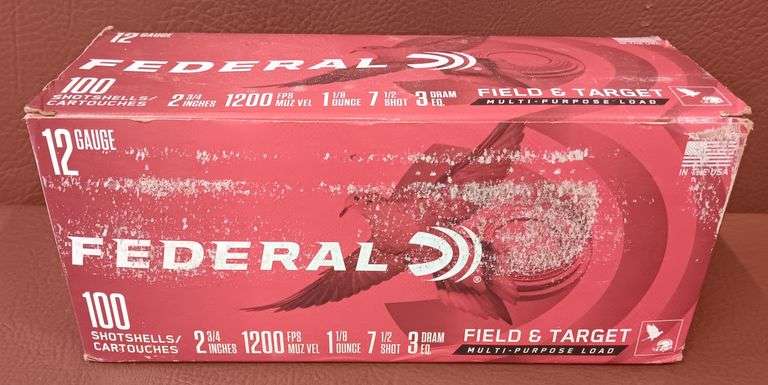 12 GAUGE
FEDERAL
100
SHOTSHELLS/
CARTOUCHES
2 3/4 INCHES 1200 FPS MUZ VEL 1 1/8 OUNCE 7 1/2 SHOT 3 DRAM EQ.
FIELD & TARGET
MULTI-PURPOSE LOAD
12 GAUGE
IN THE USA
FEDERAL
®
100
SHOTSHELLS/
CARTOUCHES
2 3/4 INCHES 1200 FPS MUZ VEL 1 1/8 OUNCE 7 1/2 SHOT 3 DRAM EQ.
FIELD & TARGET
MULTI-PURPOSE LOAD